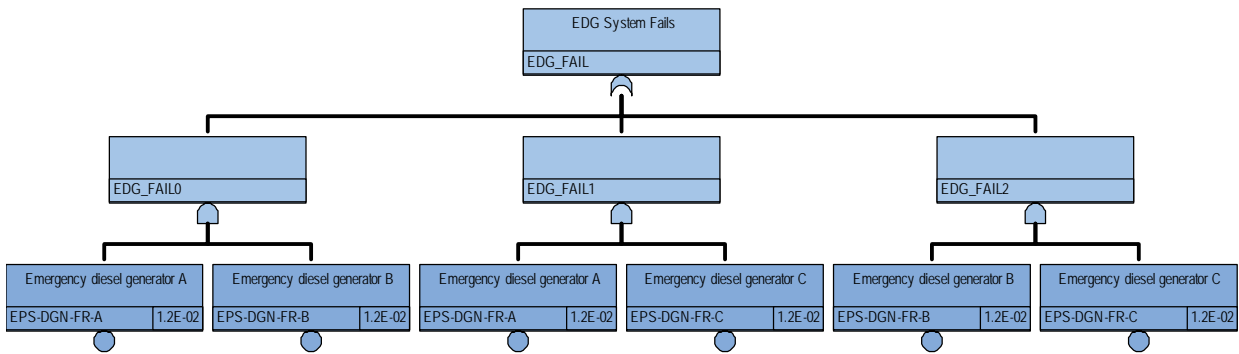 EDG System Fails
EDG_FAIL
EDG_FAIL0
EDG_FAIL1
EDG_FAIL2
Emergency diesel generator A
EPS-DGN-FR-A 1.2E-02
Emergency diesel generator B
EPS-DGN-FR-B 1.2E-02
Emergency diesel generator A
EPS-DGN-FR-A 1.2E-02
Emergency diesel generator C
EPS-DGN-FR-C 1.2E-02
Emergency diesel generator B
EPS-DGN-FR-B 1.2E-02
Emergency diesel generator C
EPS-DGN-FR-C 1.2E-02